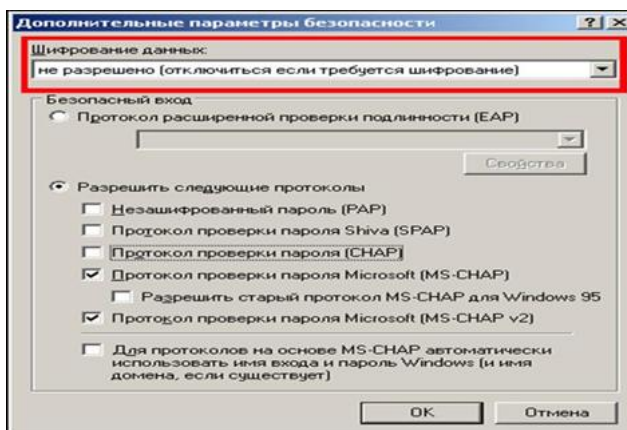 Дополнительные параметры безопасности
Шифрование данных:
не разрешено (отключиться если требуется шифрование)
Безопасный вход
Протокол расширенной проверки подлинности (EAP)
Свойства
Разрешить следующие протоколы
Незашифрованный пароль (PAP)
Протокол проверки пароля Shiva (SPAP)
Протокол проверки пароля (CHAP)
Протокол проверки пароля Microsoft (MS-CHAP)
Разрешить старый протокол MS-CHAP для Windows 95
Протокол проверки пароля Microsoft (MS-CHAP v2)
Для протоколов на основе MS-CHAP автоматически
использовать имя входа и пароль Windows (и имя
домена, если существует)
OK
Отмена